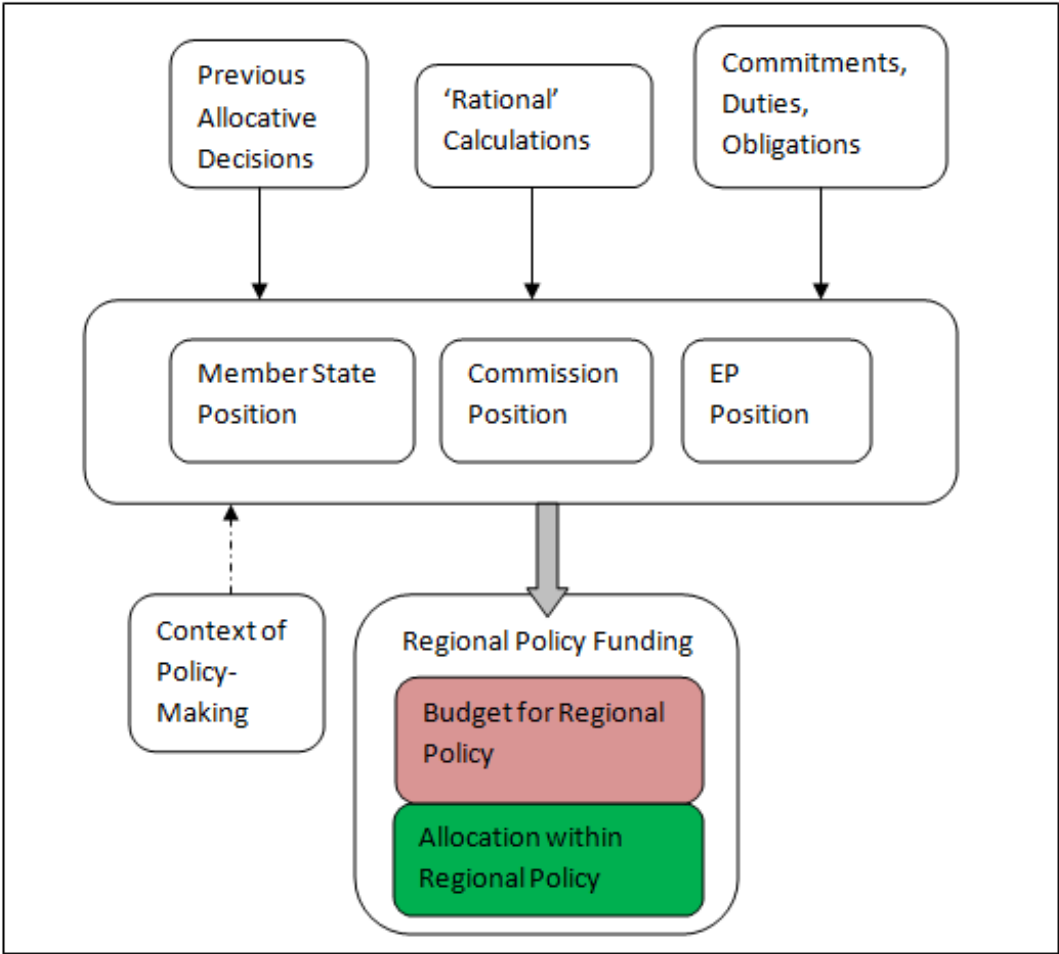 Previous
Allocative
Decisions
‘Rational’
Calculations
Commitments,
Duties,
Obligations
Member State
Position
Commission
Position
EP
Position
Context of
Policy-
Making
Regional Policy Funding
Budget for Regional
Policy
Allocation within
Regional Policy